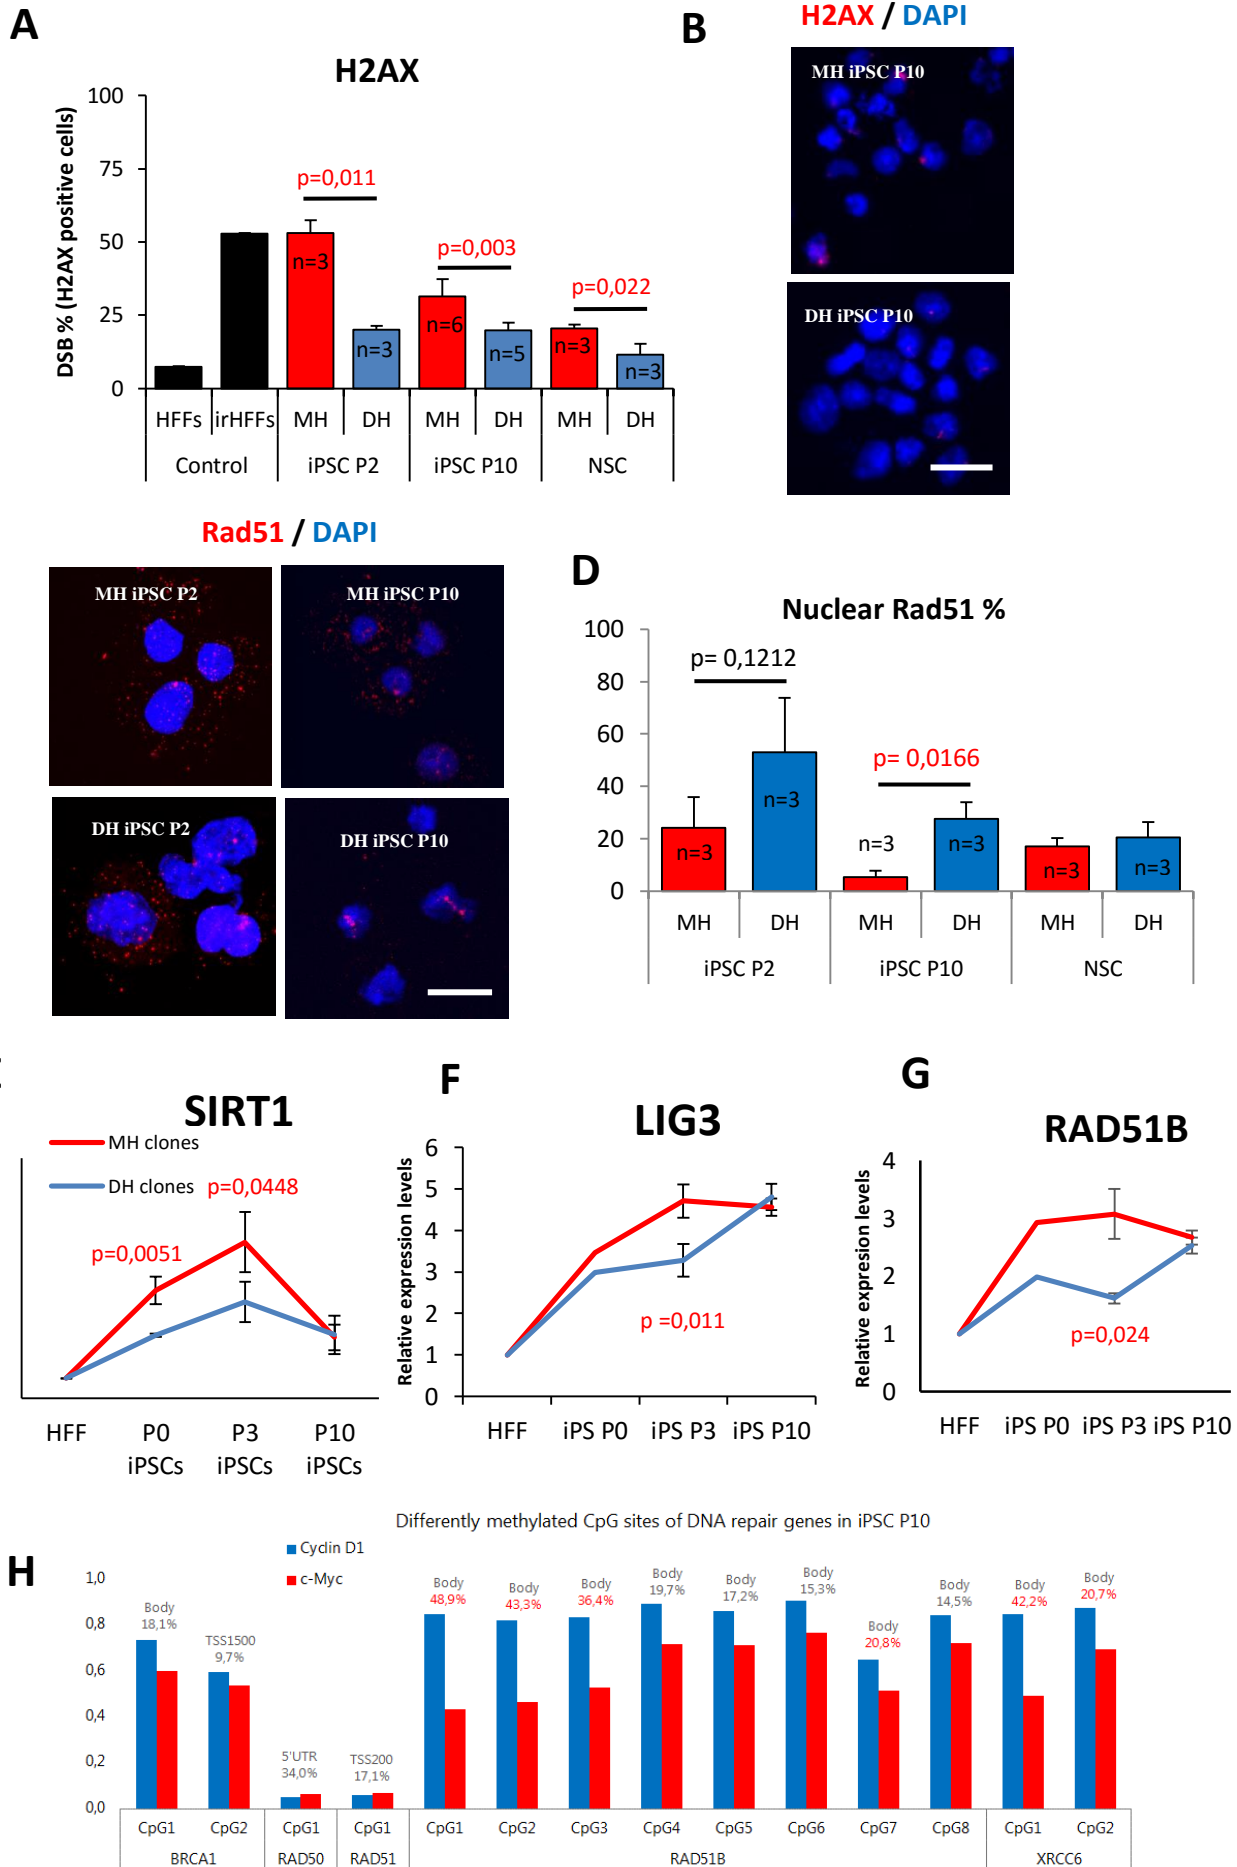 A
H2AX
DSB % (H2AX positive cells)
100
75
50
25
0
p=0,011
p=0,003
p=0,022
n=3
n=3
n=6
n=5
n=3
n=3
HFFs irHFFs MH DH MH DH MH DH
Control iPSC P2 iPSC P10 NSC
B
H2AX / DAPI
MH iPSC P10
DH iPSC P10
Rad51 / DAPI
MH iPSC P2
MH iPSC P10
DH iPSC P2
DH iPSC P10
D
Nuclear Rad51 %
100
80
60
40
20
0
p= 0,1212
p= 0,0166
n=3
n=3
n=3
n=3
n=3
n=3
MH DH MH DH MH DH
iPSC P2 iPSC P10 NSC
SIRT1
MH clones
DH clones
p=0,0448
p=0,0051
HFF P0 P3 P10
iPSCs iPSCs iPSCs
F
LIG3
Relative expression levels
6
5
4
3
2
1
0
p =0,011
HFF iPS P0 iPS P3 iPS P10
G
RAD51B
Relative expression levels
4
3
2
1
0
p=0,024
HFF iPS P0 iPS P3 iPS P10
H
Differently methylated CpG sites of DNA repair genes in iPSC P10
Cyclin D1
c-Myc
1,0
0,8
0,6
0,4
0,2
0,0
Body
18,1%
TSS1500
9,7%
5'UTR
34,0%
TSS200
17,1%
Body
48,9%
Body
43,3%
Body
36,4%
Body
19,7%
Body
17,2%
Body
15,3%
Body
20,8%
Body
14,5%
Body
42,2%
Body
20,7%
CpG1 CpG2 CpG1 CpG1 CpG1 CpG2 CpG3 CpG4 CpG5 CpG6 CpG7 CpG8 CpG1 CpG2
BRCA1 RAD50 RAD51 RAD51B XRCC6